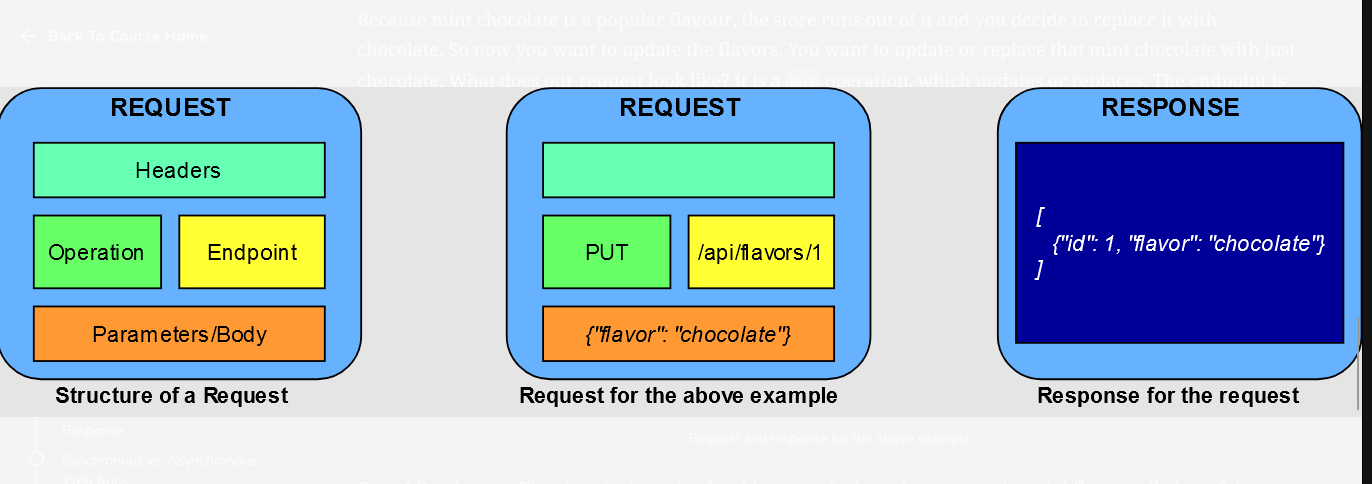 Because mint chocolate is a popular flavour, the store runs out of it and you decide to replace it with
Back To Course Home
chocolate. So now you want to update the flavors. You want to update or replace that mint chocolate with just
chocolate. What does our request look like? It is a PUT operation, which updates or replaces. The endpoint is
REQUEST
Headers
Operation
Endpoint
Parameters/Body
Structure of a Request
REQUEST
PUT
/api/flavors/1
{"flavor": "chocolate"}
Request for the above example
RESPONSE
[
{"id": 1, "flavor": "chocolate"}
]
Response for the request
Response
Request and response for the above example
Synchronous vs. Asynchronous
Web Apps